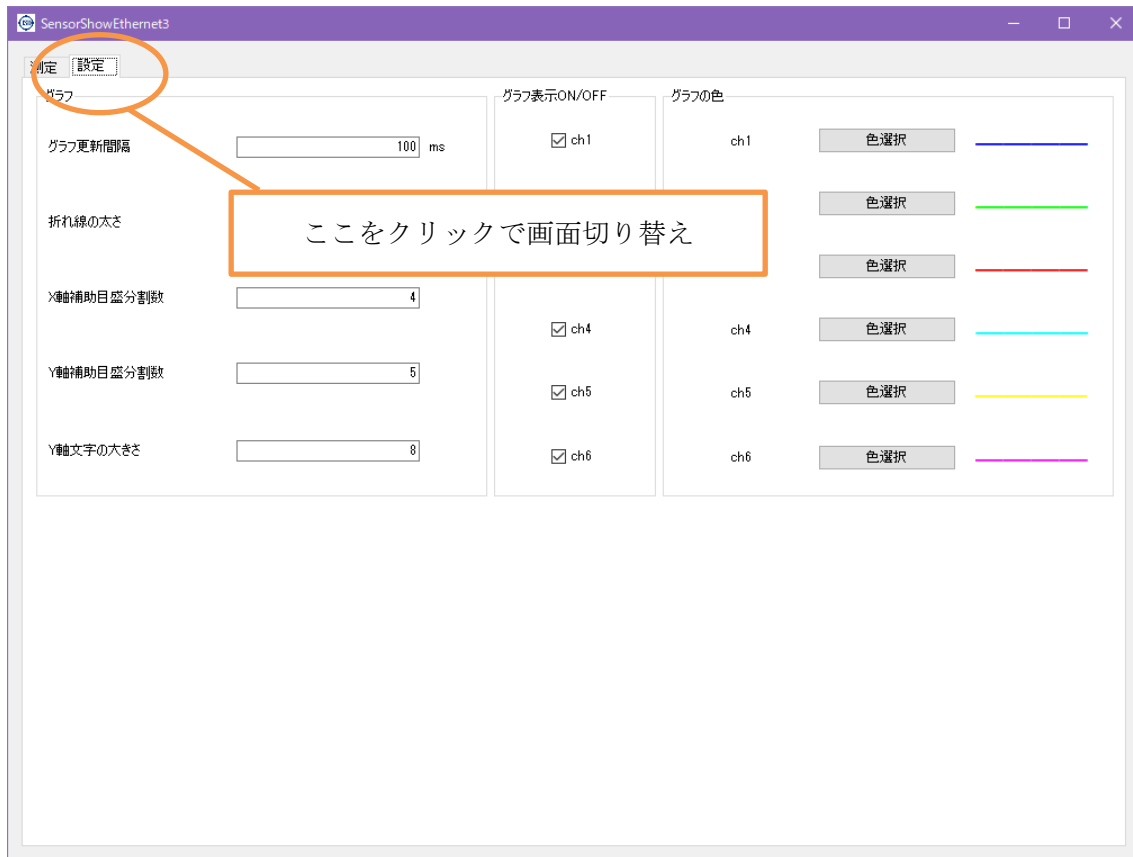 SensorShowEthernet3
測定 設定
グラフ グラフ表示ON/OFF グラフの色
グラフ更新間隔 100 ms ch1 ch1 色選択
折れ線の太さ 色選択
ここをクリックで画面切り替え
色選択
X軸補助目盛分割数 4
ch4 ch4 色選択
Y軸補助目盛分割数 5
ch5 ch5 色選択
Y軸文字の大きさ 8 ch6 ch6 色選択